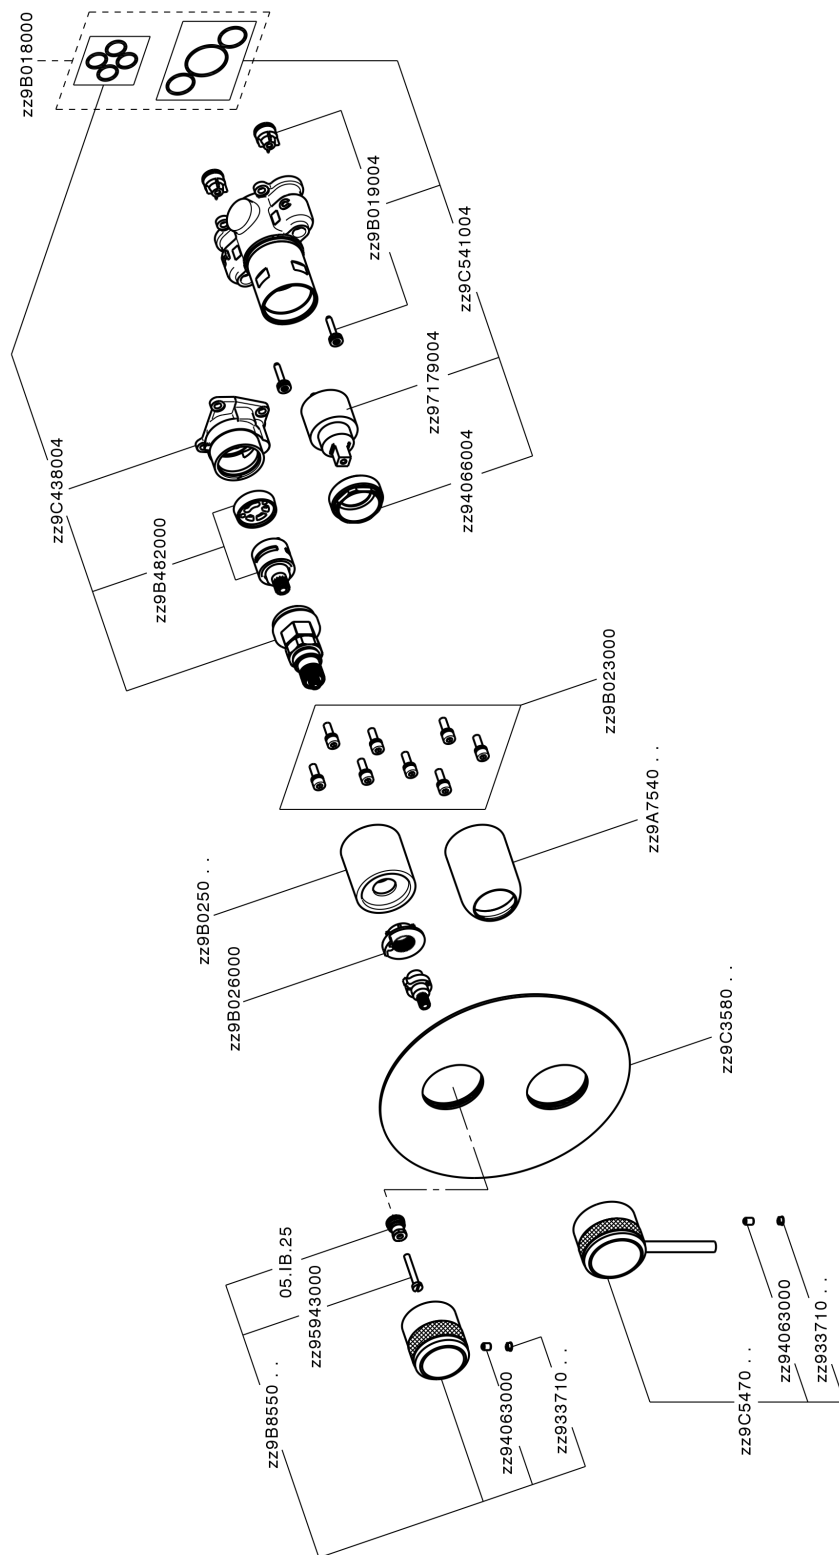 zz9B018000
zz9B019004
zz9C541004
zz97179004
zz94066004
zz9C438004
zz9B482000
zz9B023000
zz9A7540 . .
zz9B0250 . .
zz9B026000
zz9C3580 . .
05.IB.25
zz95943000
zz9B8550 . .
zz94063000
zz933710 . .
zz9C5470 . .
zz94063000
zz933710 . .